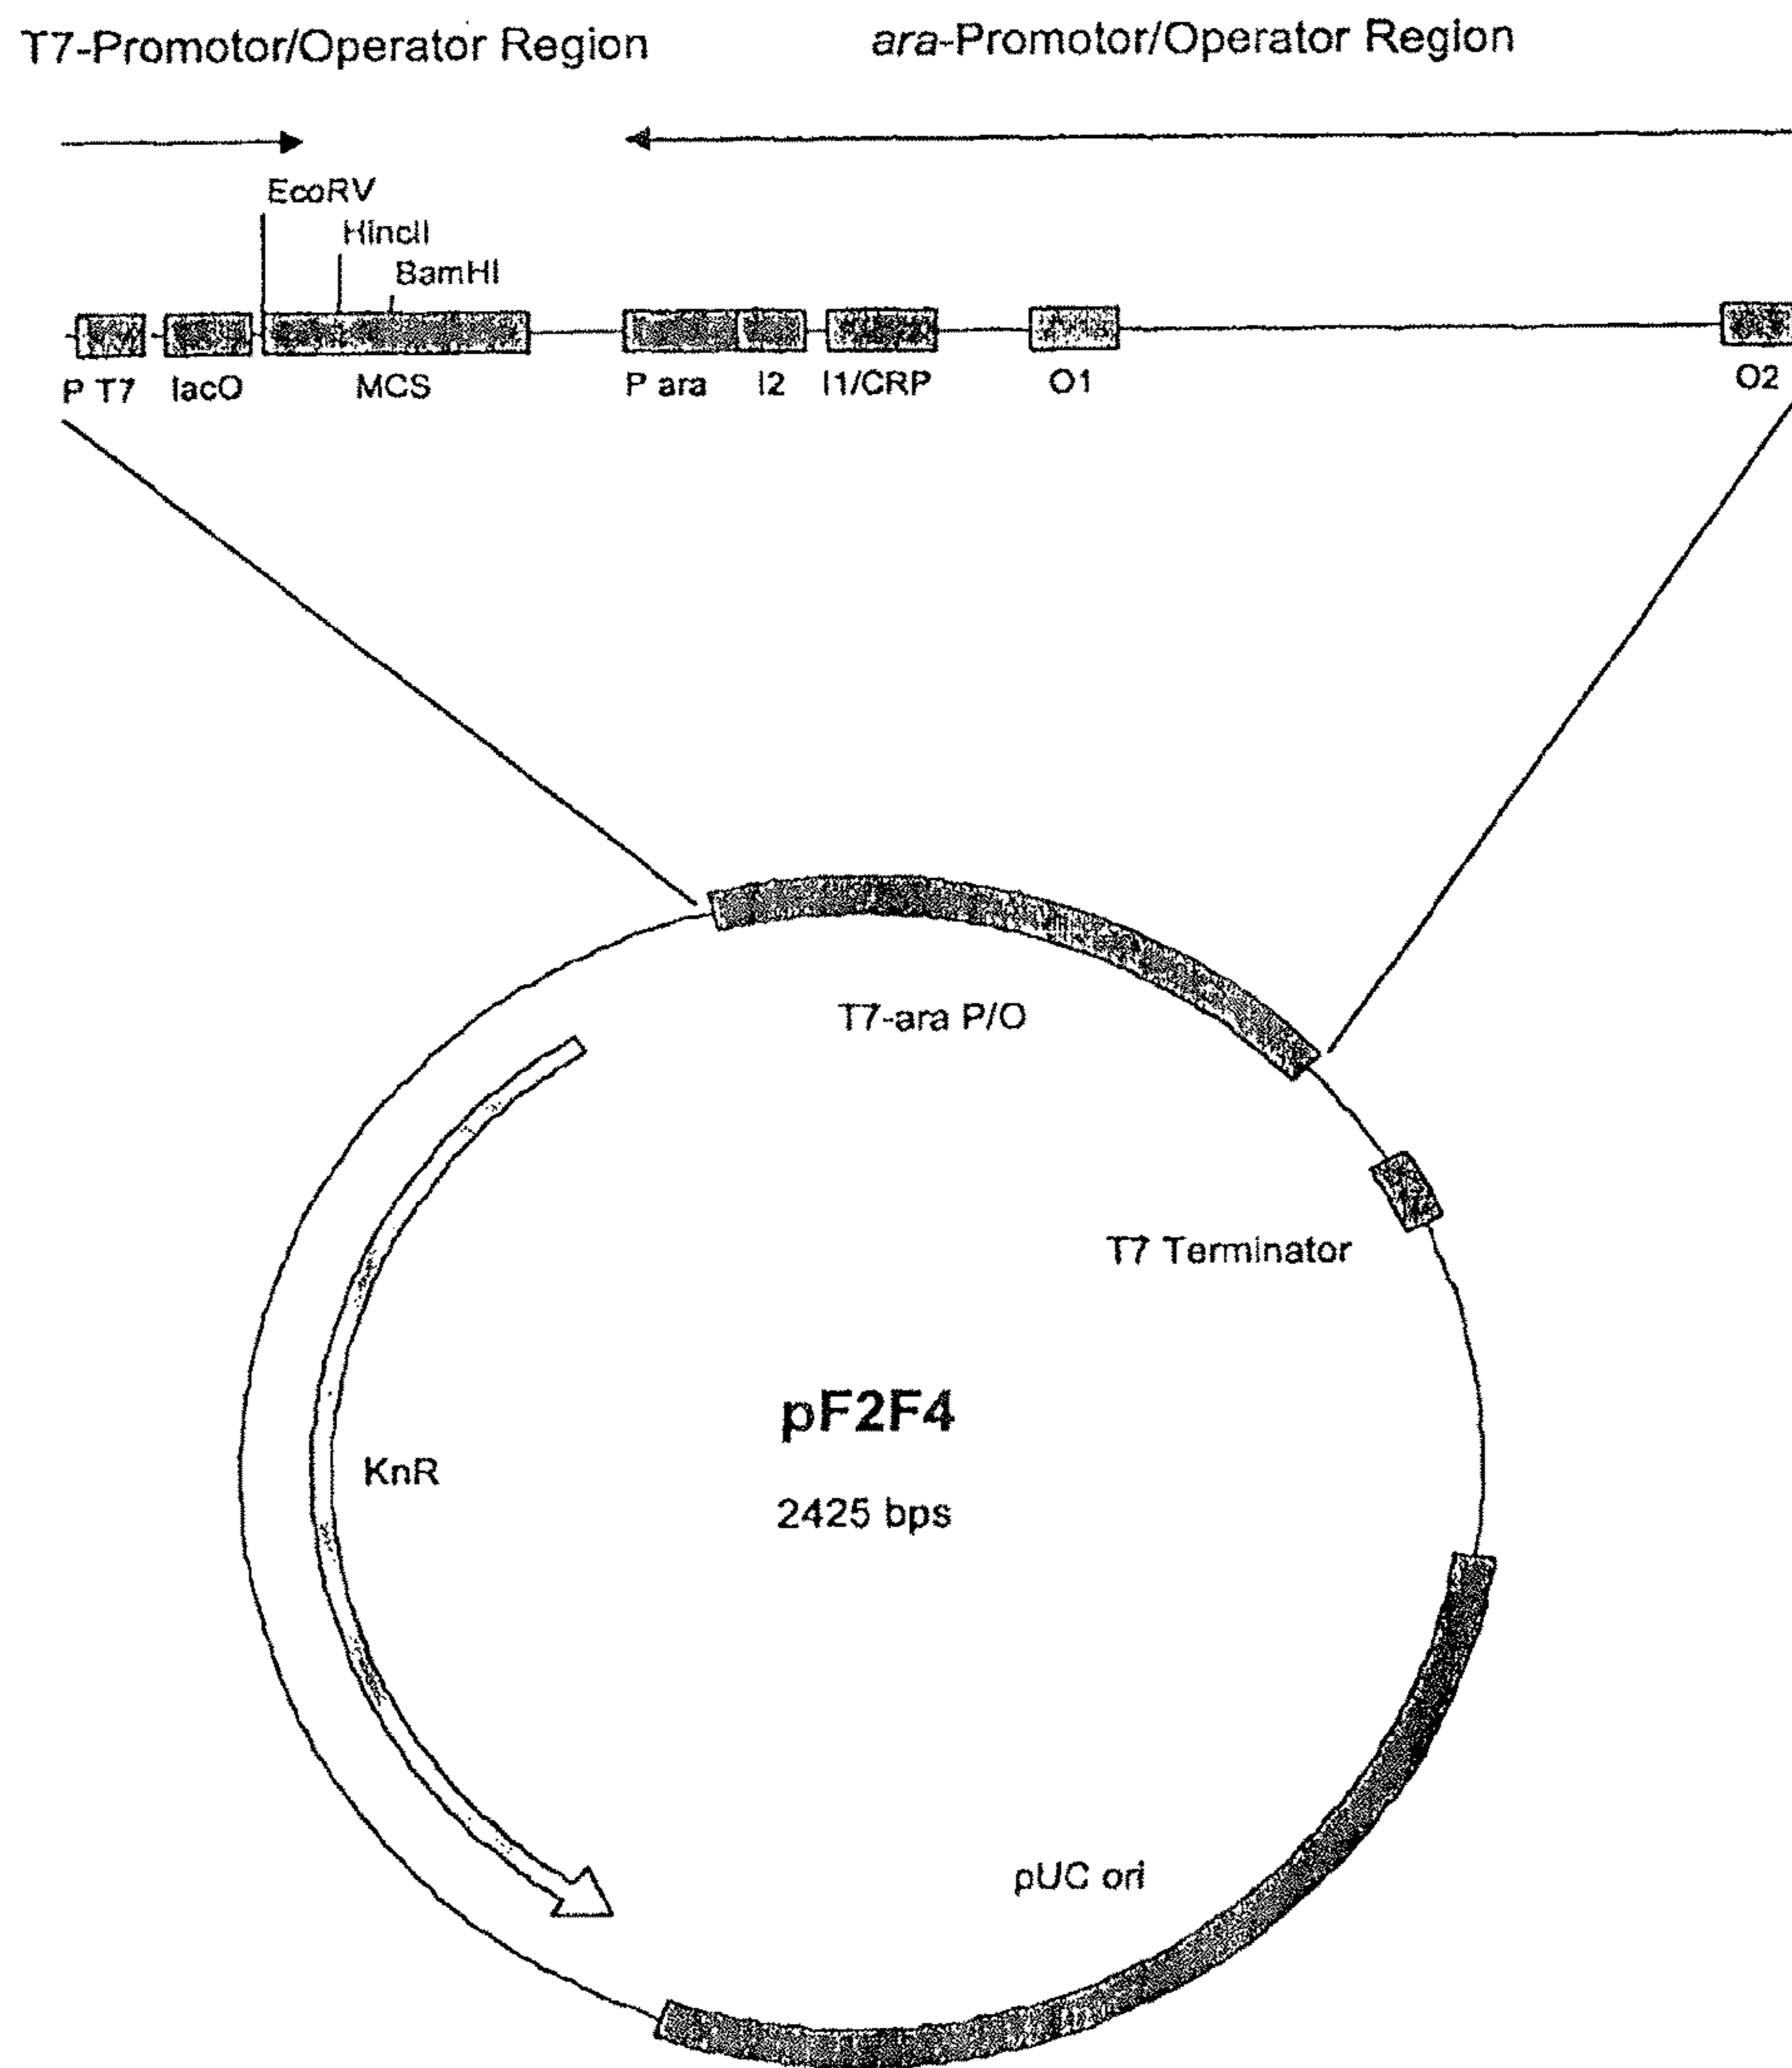 T7-Promotor/Operator Region
ara-Promotor/Operator Region
EcoRV
HincII
BamHI
P T7
lacO
MCS
P ara
I2
I1/CRP
O1
O2
T7-ara P/O
T7 Terminator
pF2F4
2425 bps
KnR
pUC ori